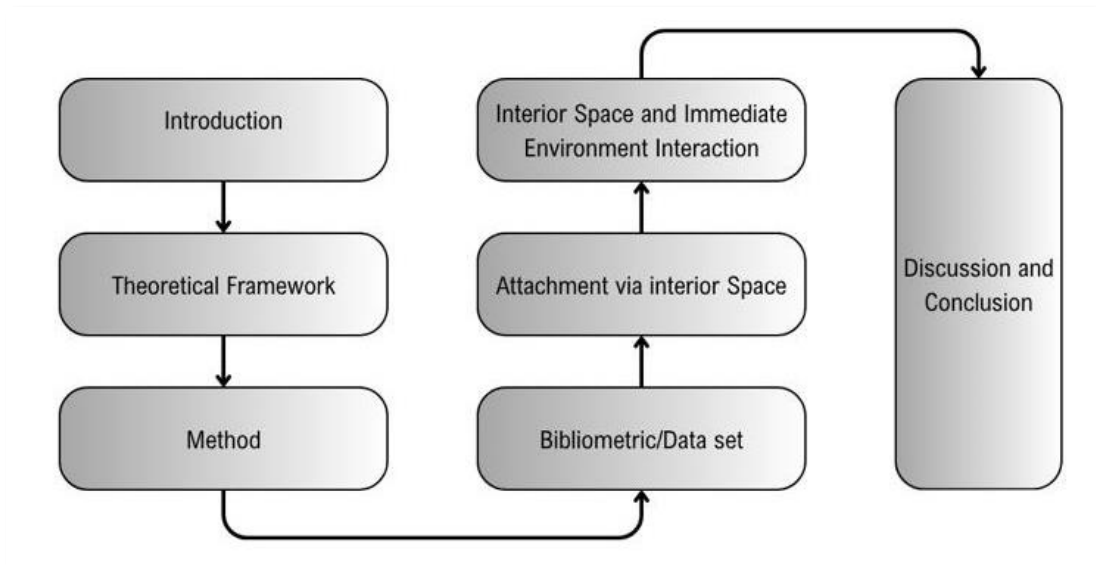 Introduction
Theoretical Framework
Method
Bibliometric/Data set
Attachment via interior Space
Interior Space and Immediate
Environment Interaction
Discussion and
Conclusion